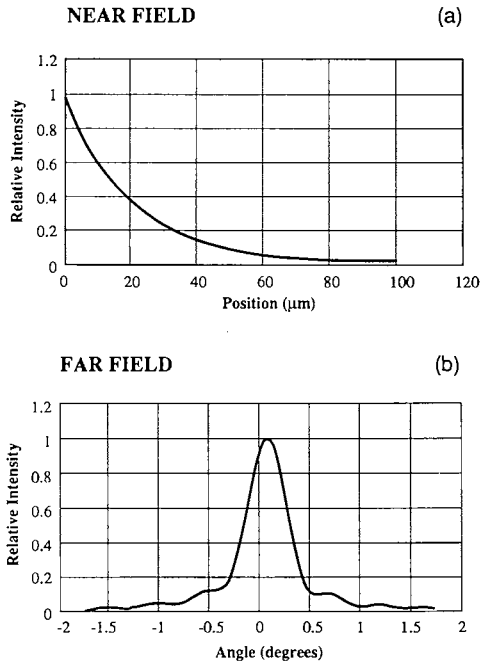 NEAR FIELD (a)
1.2
1
0.8
0.6
0.4
0.2
0
Relative Intensity
0 20 40 60 80 100 120
Position (µm)
FAR FIELD (b)
1.2
1
0.8
0.6
0.4
0.2
0
Relative Intensity
-2 -1.5 -1 -0.5 0 0.5 1 1.5 2
Angle (degrees)